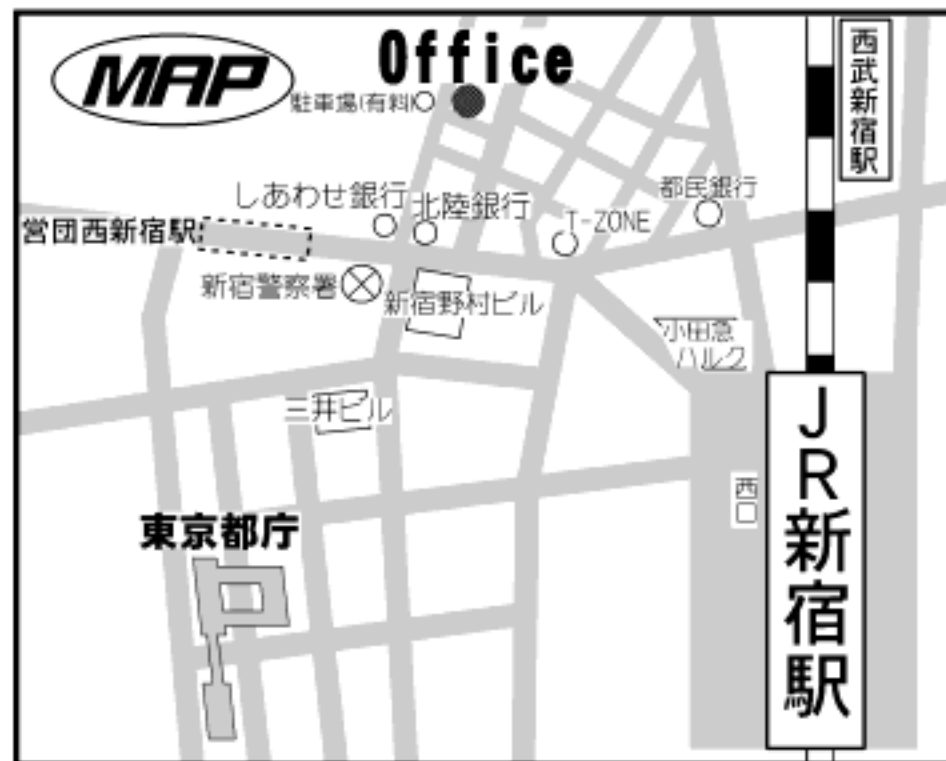 MAP
Office
西武新宿駅
駐車場(有料)
しあわせ銀行
北陸銀行
都民銀行
T-ZONE
営団西新宿駅
新宿警察署
新宿野村ビル
小田急
ハルク
三井ビル
JR新宿駅
西口
東京都庁